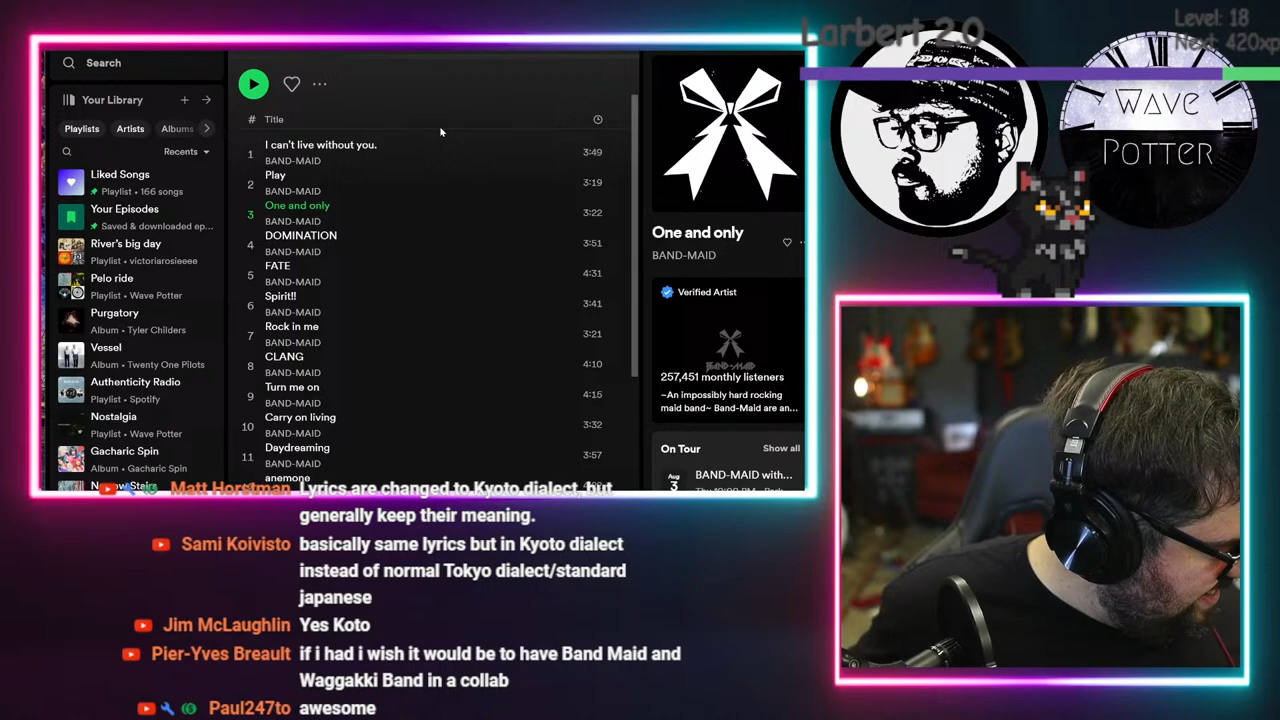 Larbert 2.0
Level: 18
Next: 420xp
WAVE
POTTER
Search
Your Library
Playlists
Artists
Albums
Recents
Liked Songs
Playlist • 166 songs
Your Episodes
Saved & downloaded ep...
River's big day
Playlist • victoriarosieeee
Pelo ride
Playlist • Wave Potter
Purgatory
Album • Tyler Childers
Vessel
Album • Twenty One Pilots
Authenticity Radio
Playlist • Spotify
Nostalgia
Playlist • Wave Potter
Gacharic Spin
Album • Gacharic Spin
# Title
1 I can't live without you. 3:49
BAND-MAID
2 Play 3:19
BAND-MAID
3 One and only 3:22
BAND-MAID
4 DOMINATION 3:51
BAND-MAID
5 FATE 4:31
BAND-MAID
6 Spirit!! 3:41
BAND-MAID
7 Rock in me 3:21
BAND-MAID
8 CLANG 4:10
BAND-MAID
9 Turn me on 4:15
BAND-MAID
10 Carry on living 3:32
BAND-MAID
11 Daydreaming 3:57
BAND-MAID
anemone
One and only
BAND-MAID
Verified Artist
BAND-MAID
257,451 monthly listeners
~An impossibly hard rocking
maid band~ Band-Maid are an...
On Tour
Show all
Aug
3
BAND-MAID with...
Matt Horstman Lyrics are changed to Kyoto dialect, but
generally keep their meaning.
Sami Koivisto basically same lyrics but in Kyoto dialect
instead of normal Tokyo dialect/standard
japanese
Jim McLaughlin Yes Koto
Pier-Yves Breault if i had i wish it would be to have Band Maid and
Waggakki Band in a collab
Paul247to awesome